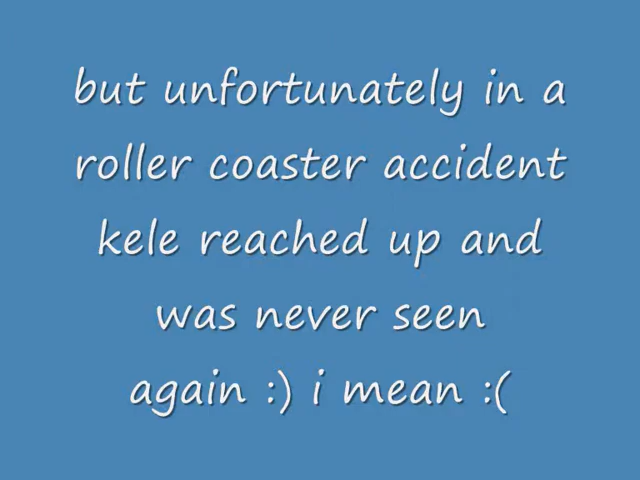 but unfortunately in a
roller coaster accident
kele reached up and
was never seen
again :) i mean :(